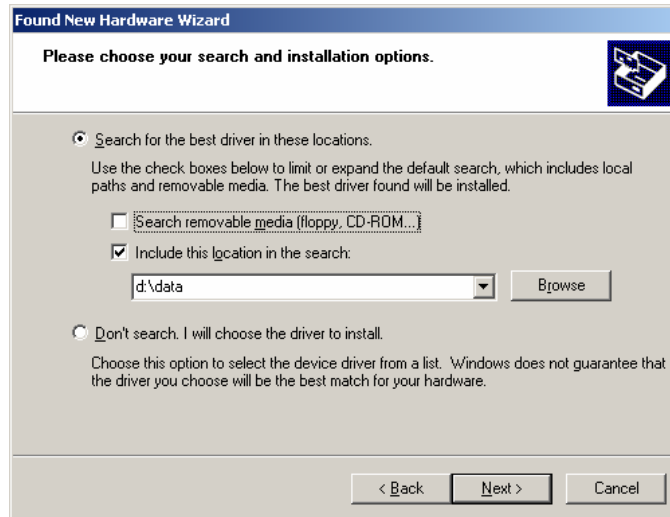 Found New Hardware Wizard
Please choose your search and installation options.
Search for the best driver in these locations.
Use the check boxes below to limit or expand the default search, which includes local
paths and removable media. The best driver found will be installed.
Search removable media (floppy, CD-ROM...)
Include this location in the search:
d:\data
Browse
Don't search. I will choose the driver to install.
Choose this option to select the device driver from a list. Windows does not guarantee that
the driver you choose will be the best match for your hardware.
< Back Next > Cancel